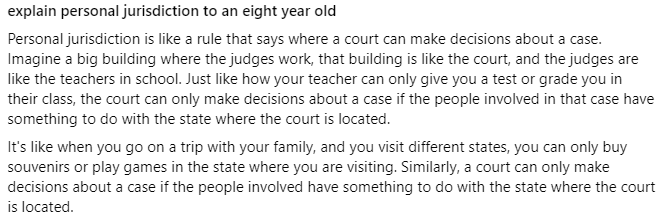 explain personal jurisdiction to an eight year old
Personal jurisdiction is like a rule that says where a court can make decisions about a case.
Imagine a big building where the judges work, that building is like the court, and the judges are
like the teachers in school. Just like how your teacher can only give you a test or grade you in
their class, the court can only make decisions about a case if the people involved in that case have
something to do with the state where the court is located.
It's like when you go on a trip with your family, and you visit different states, you can only buy
souvenirs or play games in the state where you are visiting. Similarly, a court can only make
decisions about a case if the people involved have something to do with the state where the court
is located.